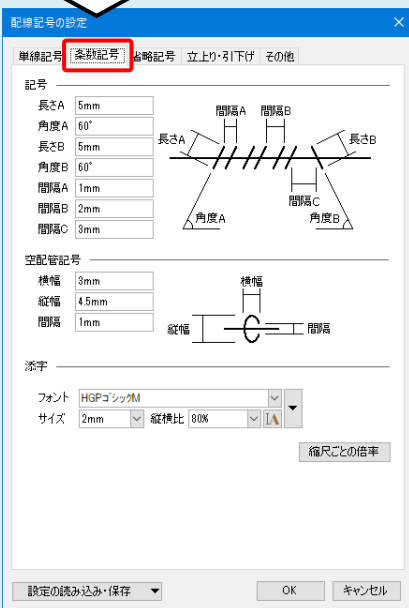 配線記号の設定
単線記号 条数記号 省略記号 立上り・引下げ その他
記号
長さA 5mm
角度A 60°
長さB 5mm
角度B 60°
間隔A 1mm
間隔B 2mm
間隔C 3mm
間隔A 間隔B
長さA 長さB
間隔C
角度A 角度B
空配管記号
横幅 3mm
縦幅 4.5mm
間隔 1mm
横幅
縦幅 間隔
添字
フォント HGPゴシックM
サイズ 2mm 縦横比 80% A
縮尺ごとの倍率
設定の読み込み・保存 OK キャンセル